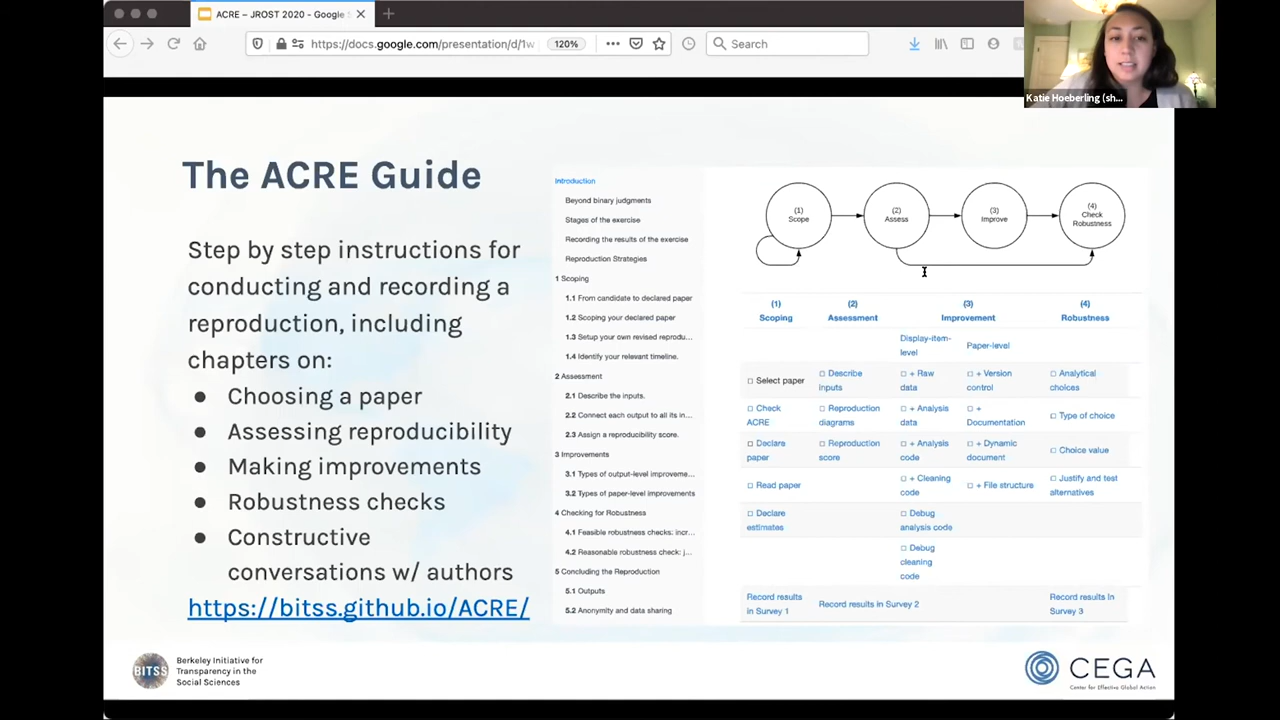 ACRE – JROST 2020 - Google S
https://docs.google.com/presentation/d/1w
120%
Search
Katie Hoeberling (sh...
The ACRE Guide
Step by step instructions for
conducting and recording a
reproduction, including
chapters on:
● Choosing a paper
● Assessing reproducibility
● Making improvements
● Robustness checks
● Constructive
conversations w/ authors
https://bitss.github.io/ACRE/
Introduction
Beyond binary judgments
Stages of the exercise
Recording the results of the exercise
Reproduction Strategies
1 Scoping
1.1 From candidate to declared paper
1.2 Scoping your declared paper
1.3 Setup your own revised reprodu...
1.4 Identify your relevant timeline.
2 Assessment
2.1 Describe the inputs.
2.2 Connect each output to all its in...
2.3 Assign a reproducibility score.
3 Improvements
3.1 Types of output-level improveme...
3.2 Types of paper-level improvements
4 Checking for Robustness
4.1 Feasible robustness checks: incr...
4.2 Reasonable robustness check: j...
5 Concluding the Reproduction
5.1 Outputs
5.2 Anonymity and data sharing
(1)
Scope
(2)
Assess
(3)
Improve
(4)
Check
Robustness
(1)
Scoping
(2)
Assessment
(3)
Improvement
(4)
Robustness
Display-item-
level
Paper-level
□ Select paper
□ Describe
inputs
□ + Raw
data
□ + Version
control
□ Analytical
choices
□ Check
ACRE
□ Reproduction
diagrams
□ + Analysis
data
□ +
Documentation
□ Type of choice
□ Declare
paper
□ Reproduction
score
□ + Analysis
code
□ + Dynamic
document
□ Choice value
□ Read paper
□ + Cleaning
code
□ + File structure
□ Justify and test
alternatives
□ Declare
estimates
□ Debug
analysis code
□ Debug
cleaning
code
Record results
in Survey 1
Record results in Survey 2
Record results in
Survey 3
BITSS
Berkeley Initiative for
Transparency in the
Social Sciences
CEGA
Center for Effective Global Action